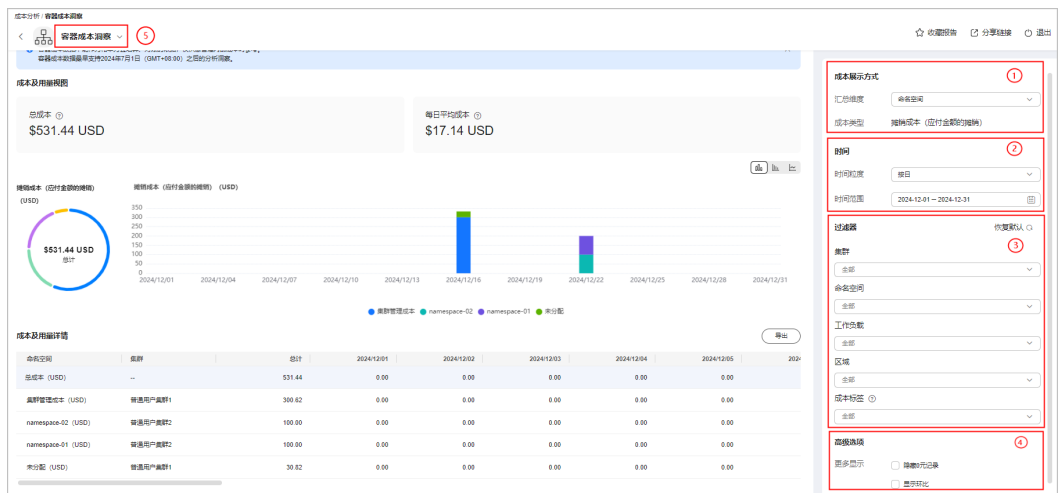 成本分析 / 容器成本洞察
容器成本洞察
⑤
收藏报告 分享链接 退出
容器成本数据最早支持2024年7月1日（GMT+08:00）之后的分析洞察。
成本及用量视图
总成本
$531.44 USD
每日平均成本
$17.14 USD
摊销成本（应付金额的摊销）
(USD)
$531.44 USD
总计
摊销成本（应付金额的摊销）(USD)
350
300
250
200
150
100
50
0
2024/12/01 2024/12/04 2024/12/07 2024/12/10 2024/12/13 2024/12/16 2024/12/19 2024/12/22 2024/12/25 2024/12/28 2024/12/31
集群管理成本 namespace-02 namespace-01 未分配
成本及用量详情
导出
命名空间 集群 总计 2024/12/01 2024/12/02 2024/12/03 2024/12/04 2024/12/05 2024
总成本（USD） -- 531.44 0.00 0.00 0.00 0.00 0.00
集群管理成本（USD） 普通用户集群1 300.62 0.00 0.00 0.00 0.00 0.00
namespace-02（USD） 普通用户集群2 100.00 0.00 0.00 0.00 0.00 0.00
namespace-01（USD） 普通用户集群2 100.00 0.00 0.00 0.00 0.00 0.00
未分配（USD） 普通用户集群1 30.82 0.00 0.00 0.00 0.00 0.00
成本展示方式
①
汇总维度 命名空间
成本类型 摊销成本（应付金额的摊销）
时间
②
时间粒度 按日
时间范围 2024-12-01 – 2024-12-31
过滤器 恢复默认
③
集群
全部
命名空间
全部
工作负载
全部
区域
全部
成本标签
全部
高级选项
④
更多显示 隐藏0元记录
显示环比